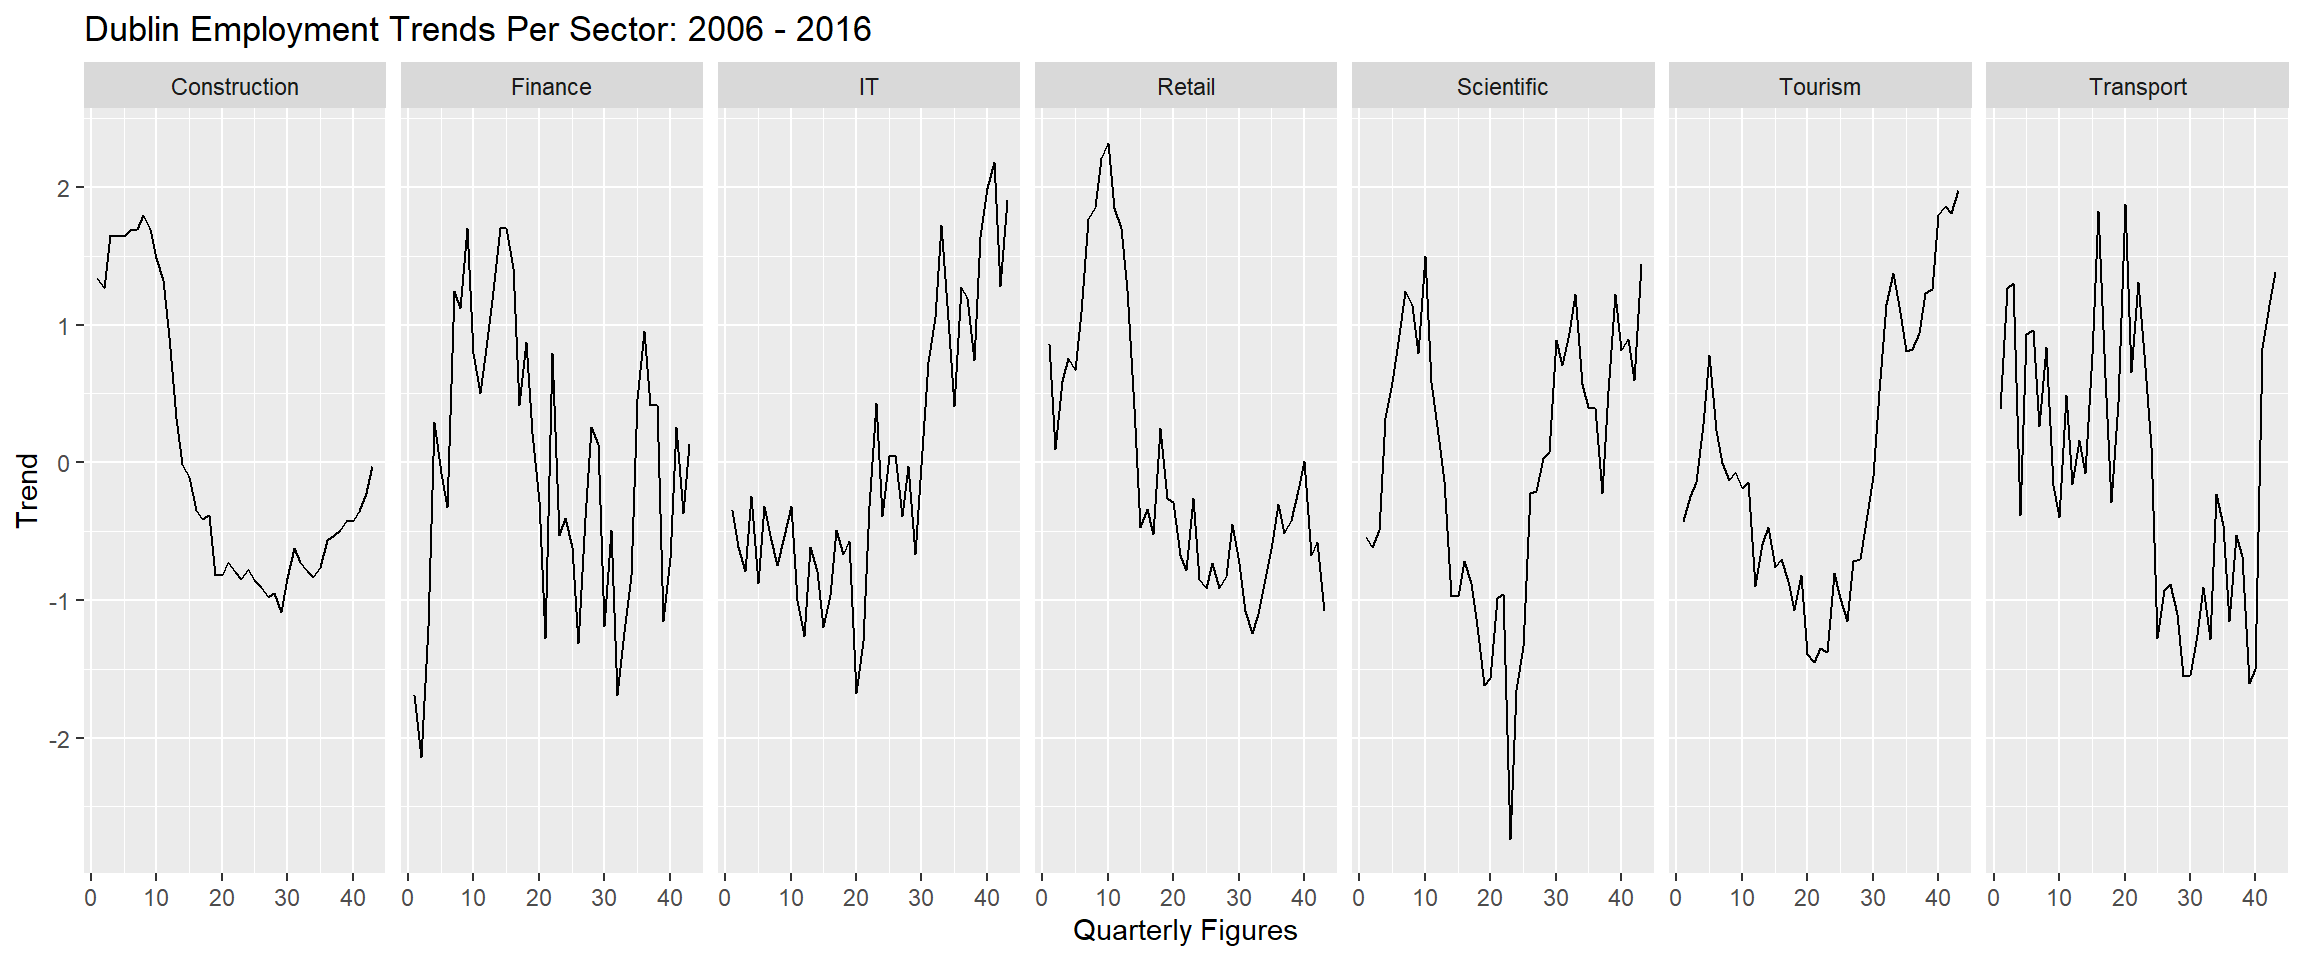 Dublin Employment Trends Per Sector: 2006 - 2016
Construction Finance IT Retail Scientific Tourism Transport
Trend
2
1
0
-1
-2
0 10 20 30 40 0 10 20 30 40 0 10 20 30 40 0 10 20 30 40 0 10 20 30 40 0 10 20 30 40 0 10 20 30 40
Quarterly Figures